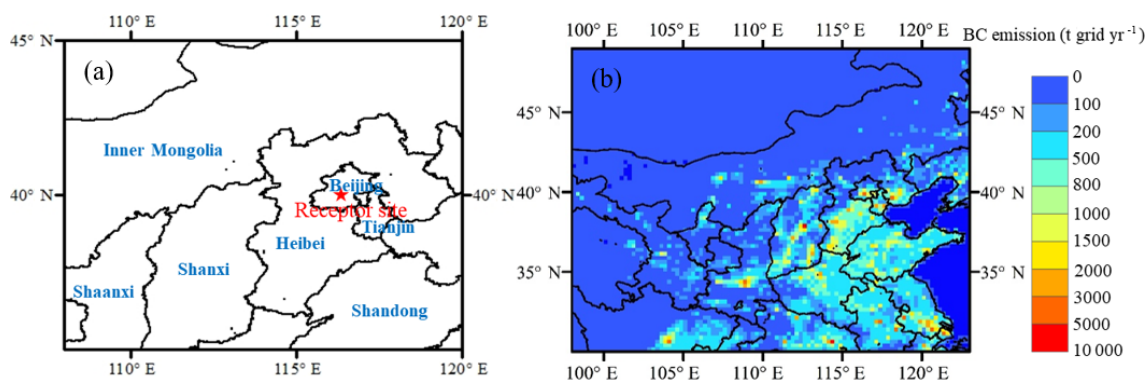 110° E 115° E 120° E
45° N
(a)
Inner Mongolia
40° N
Beijing
40° N
Receptor site
Tianjin
Heibei
Shanxi
Shaanxi
Shandong
110° E 115° E 120° E
100° E 105° E 110° E 115° E 120° E
BC emission (t grid yr -1)
(b)
45° N
45° N
40° N
40° N
35° N
35° N
100° E 105° E 110° E 115° E 120° E
0
100
200
500
800
1000
1500
2000
3000
5000
10 000